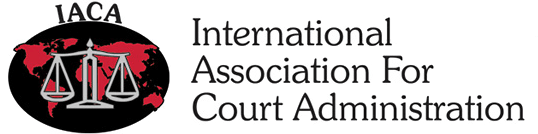 IACA
International
Association For
Court Administration